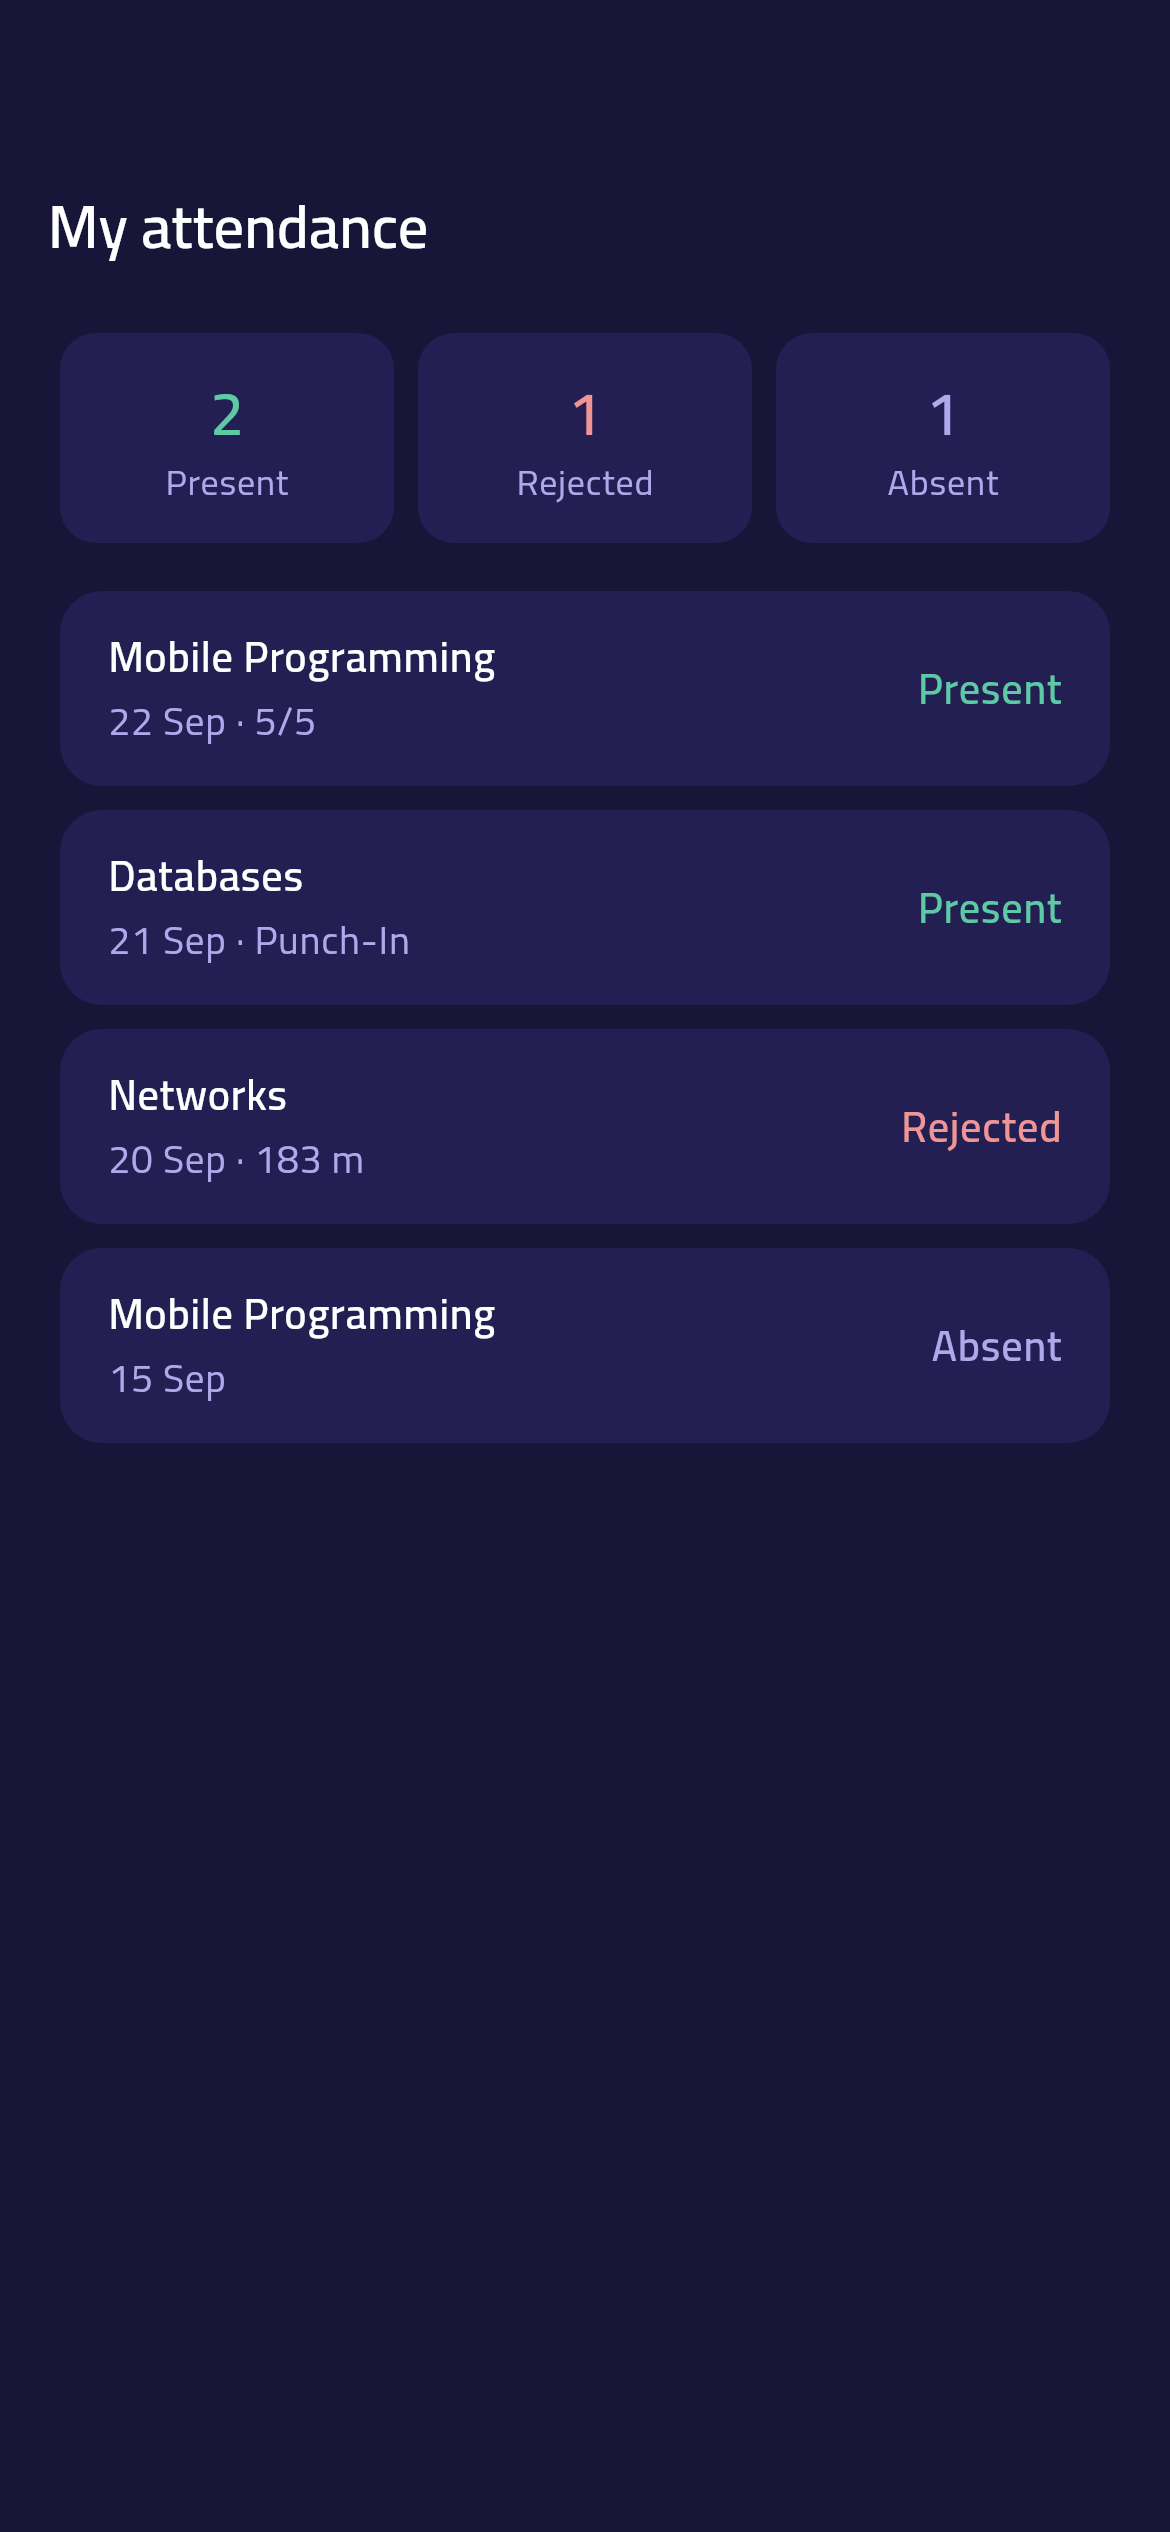 My attendance
2
Present
1
Rejected
1
Absent
Mobile Programming
22 Sep · 5/5
Present
Databases
21 Sep · Punch-In
Present
Networks
20 Sep · 183 m
Rejected
Mobile Programming
15 Sep
Absent